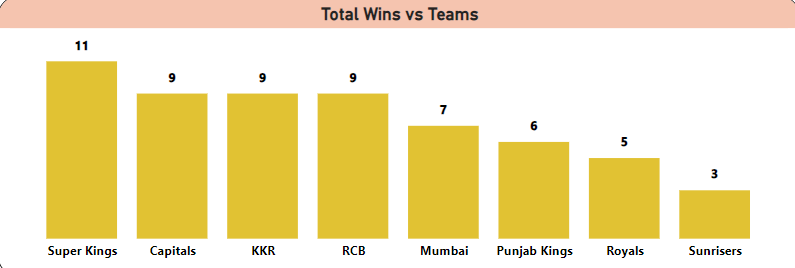 Total Wins vs Teams
11
9
9
9
7
6
5
3
Super Kings
Capitals
KKR
RCB
Mumbai
Punjab Kings
Royals
Sunrisers